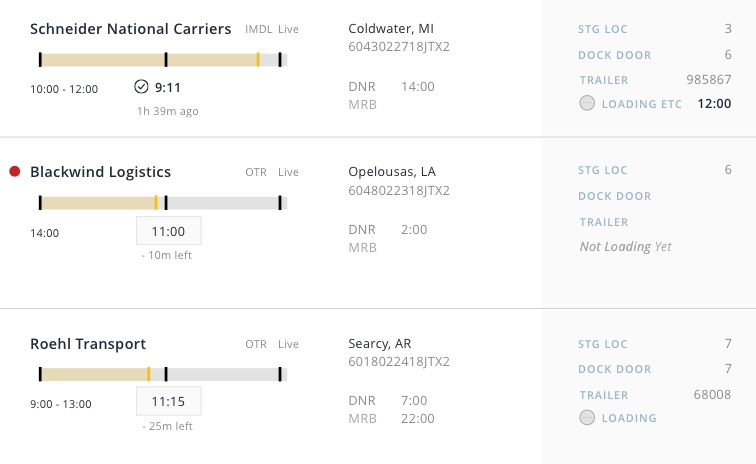 Schneider National Carriers IMDL Live
10:00 - 12:00
9:11
1h 39m ago
Coldwater, MI
6043022718JTX2
DNR 14:00
MRB
STG LOC 3
DOCK DOOR 6
TRAILER 985867
LOADING ETC 12:00
Blackwind Logistics OTR Live
14:00
11:00
- 10m left
Opelousas, LA
6048022318JTX2
DNR 2:00
MRB
STG LOC 6
DOCK DOOR
TRAILER
Not Loading Yet
Roehl Transport OTR Live
9:00 - 13:00
11:15
- 25m left
Searcy, AR
6018022418JTX2
DNR 7:00
MRB 22:00
STG LOC 7
DOCK DOOR 7
TRAILER 68008
LOADING